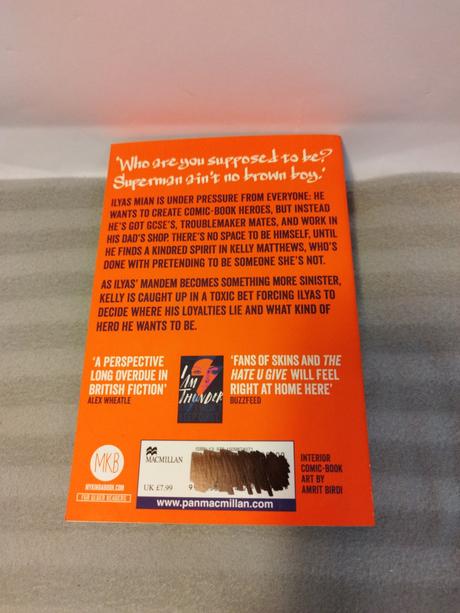 'Who are you supposed to be?
Superman ain't no brown boy.'
ILYAS MIAN IS UNDER PRESSURE FROM EVERYONE: HE
WANTS TO CREATE COMIC-BOOK HEROES, BUT INSTEAD
HE'S GOT GCSE'S, TROUBLEMAKER MATES, AND WORK IN
HIS DAD'S SHOP. THERE'S NO SPACE TO BE HIMSELF, UNTIL
HE FINDS A KINDRED SPIRIT IN KELLY MATTHEWS, WHO'S
DONE WITH PRETENDING TO BE SOMEONE SHE'S NOT.
AS ILYAS' MANDEM BECOMES SOMETHING MORE SINISTER,
KELLY IS CAUGHT UP IN A TOXIC BET FORCING ILYAS TO
DECIDE WHERE HIS LOYALTIES LIE AND WHAT KIND OF
HERO HE WANTS TO BE.
'A PERSPECTIVE
LONG OVERDUE IN
BRITISH FICTION'
ALEX WHEATLE
I AM
THUNDER
'FANS OF SKINS AND THE
HATE U GIVE WILL FEEL
RIGHT AT HOME HERE'
BUZZFEED
MKB
MYKINDABOOK.COM
FOR OLDER READERS
MACMILLAN
UK £7.99
9
www.panmacmillan.com
INTERIOR
COMIC-BOOK
ART BY
AMRIT BIRDI